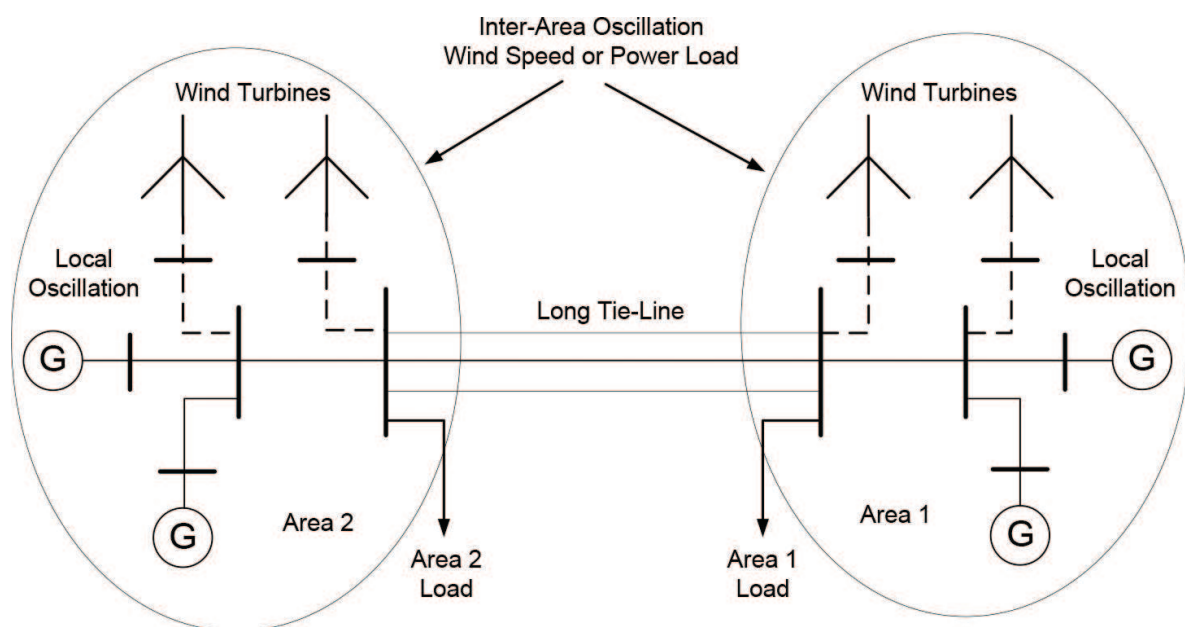 Inter-Area Oscillation
Wind Speed or Power Load
Wind Turbines
Wind Turbines
Local
Oscillation
Local
Oscillation
Long Tie-Line
G
G
G
G
Area 2
Area 1
Area 2
Load
Area 1
Load